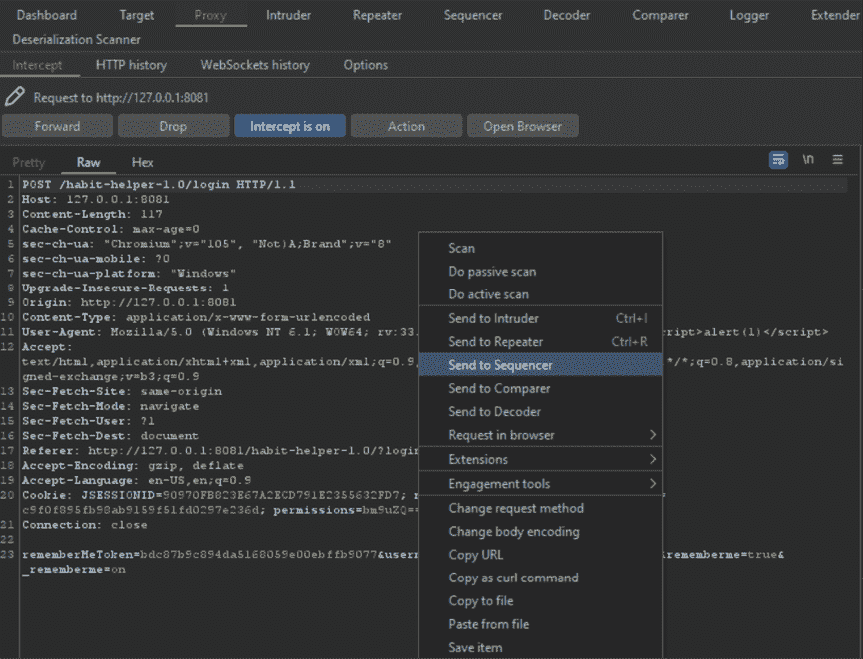 Dashboard Target Proxy Intruder Repeater Sequencer Decoder Comparer Logger Extender
Deserialization Scanner
Intercept HTTP history WebSockets history Options
Request to http://127.0.0.1:8081
Forward Drop Intercept is on Action Open Browser
Pretty Raw Hex \n
1 POST /habit-helper-1.0/login HTTP/1.1
2 Host: 127.0.0.1:8081
3 Content-Length: 117
4 Cache-Control: max-age=0
5 sec-ch-ua: "Chromium";v="105", "Not)A;Brand";v="8"
6 sec-ch-ua-mobile: ?0
7 sec-ch-ua-platform: "Windows"
8 Upgrade-Insecure-Requests: 1
9 Origin: http://127.0.0.1:8081
10 Content-Type: application/x-www-form-urlencoded
11 User-Agent: Mozilla/5.0 (Windows NT 6.1; WOW64; rv:33. ript>alert(1)</script>
12 Accept:
text/html,application/xhtml+xml,application/xml;q=0.9, */*;q=0.8,application/si
gned-exchange;v=b3;q=0.9
13 Sec-Fetch-Site: same-origin
14 Sec-Fetch-Mode: navigate
15 Sec-Fetch-User: ?1
16 Sec-Fetch-Dest: document
17 Referer: http://127.0.0.1:8081/habit-helper-1.0/?login
18 Accept-Encoding: gzip, deflate
19 Accept-Language: en-US,en;q=0.9
20 Cookie: JSESSIONID=90970FB823E67A2ECD791E2355632FD7;
c9f0f895fb98ab9159f51fd0297e236d; permissions=bm9uZQ==
21 Connection: close
22
23 rememberMeToken=bdc87b9c894da5168059e00ebffb9077&user rememberme=true&
_rememberme=on
Scan
Do passive scan
Do active scan
Send to Intruder Ctrl+I
Send to Repeater Ctrl+R
Send to Sequencer
Send to Comparer
Send to Decoder
Request in browser
Extensions
Engagement tools
Change request method
Change body encoding
Copy URL
Copy as curl command
Copy to file
Paste from file
Save item